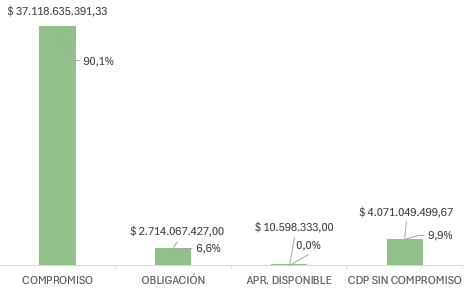 $ 37.118.635.391,33
90,1%
$ 2.714.067.427,00
6,6%
$ 10.598.333,00
0,0%
$ 4.071.049.499,67
9,9%
COMPROMISO
OBLIGACIÓN
APR. DISPONIBLE
CDP SIN COMPROMISO